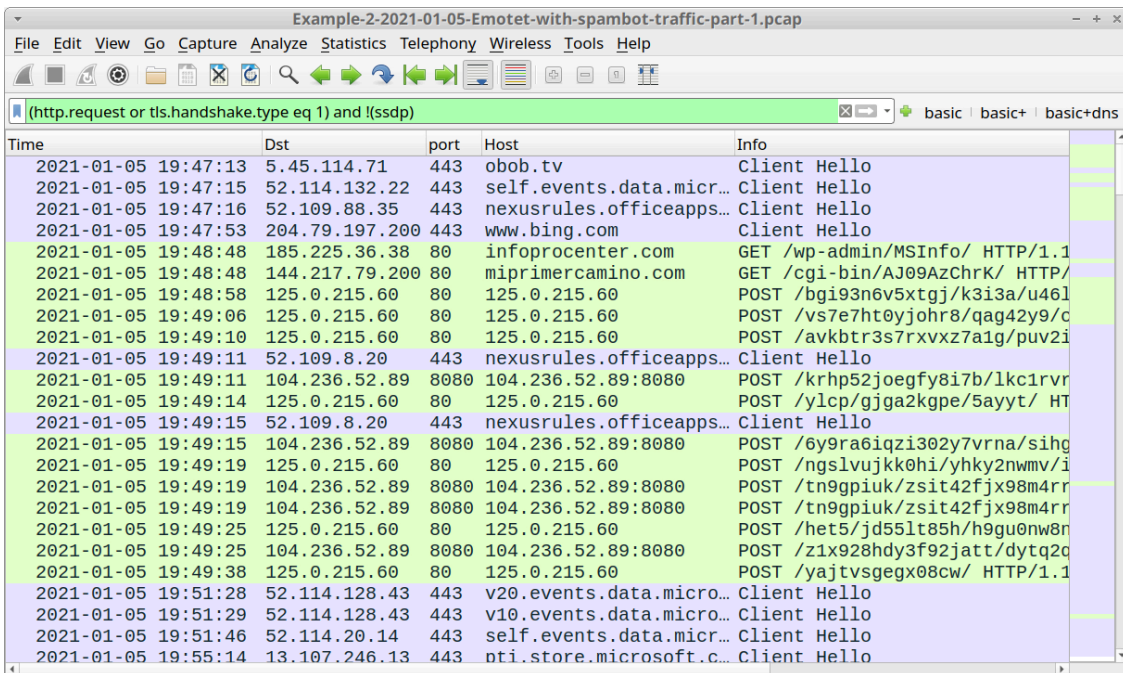 Example-2-2021-01-05-Emotet-with-spambot-traffic-part-1.pcap
File Edit View Go Capture Analyze Statistics Telephony Wireless Tools Help
(http.request or tls.handshake.type eq 1) and !(ssdp) basic basic+ basic+dns
Time Dst port Host Info
2021-01-05 19:47:13 5.45.114.71 443 obob.tv Client Hello
2021-01-05 19:47:15 52.114.132.22 443 self.events.data.micr… Client Hello
2021-01-05 19:47:16 52.109.88.35 443 nexusrules.officeapps… Client Hello
2021-01-05 19:47:53 204.79.197.200 443 www.bing.com Client Hello
2021-01-05 19:48:48 185.225.36.38 80 infoprocenter.com GET /wp-admin/MSInfo/ HTTP/1.1
2021-01-05 19:48:48 144.217.79.200 80 miprimercamino.com GET /cgi-bin/AJ09AzChrK/ HTTP/
2021-01-05 19:48:58 125.0.215.60 80 125.0.215.60 POST /bgi93n6v5xtgj/k3i3a/u46l
2021-01-05 19:49:06 125.0.215.60 80 125.0.215.60 POST /vs7e7ht0yjohr8/qag42y9/c
2021-01-05 19:49:10 125.0.215.60 80 125.0.215.60 POST /avkbtr3s7rxvxz7a1g/puv2i
2021-01-05 19:49:11 52.109.8.20 443 nexusrules.officeapps… Client Hello
2021-01-05 19:49:11 104.236.52.89 8080 104.236.52.89:8080 POST /krhp52joegfy8i7b/lkc1rvr
2021-01-05 19:49:14 125.0.215.60 80 125.0.215.60 POST /ylcp/gjga2kgpe/5ayyt/ HT
2021-01-05 19:49:15 52.109.8.20 443 nexusrules.officeapps… Client Hello
2021-01-05 19:49:15 104.236.52.89 8080 104.236.52.89:8080 POST /6y9ra6iqzi302y7vrna/sihg
2021-01-05 19:49:19 125.0.215.60 80 125.0.215.60 POST /ngslvujkk0hi/yhky2nwmv/i
2021-01-05 19:49:19 104.236.52.89 8080 104.236.52.89:8080 POST /tn9gpiuk/zsit42fjx98m4rr
2021-01-05 19:49:19 104.236.52.89 8080 104.236.52.89:8080 POST /tn9gpiuk/zsit42fjx98m4rr
2021-01-05 19:49:25 125.0.215.60 80 125.0.215.60 POST /het5/jd55lt85h/h9gu0nw8n
2021-01-05 19:49:25 104.236.52.89 8080 104.236.52.89:8080 POST /z1x928hdy3f92jatt/dytq2q
2021-01-05 19:49:38 125.0.215.60 80 125.0.215.60 POST /yajtvsgegx08cw/ HTTP/1.1
2021-01-05 19:51:28 52.114.128.43 443 v20.events.data.micro… Client Hello
2021-01-05 19:51:29 52.114.128.43 443 v10.events.data.micro… Client Hello
2021-01-05 19:51:46 52.114.20.14 443 self.events.data.micr… Client Hello
2021-01-05 19:55:14 13.107.246.13 443 pti.store.microsoft.c… Client Hello